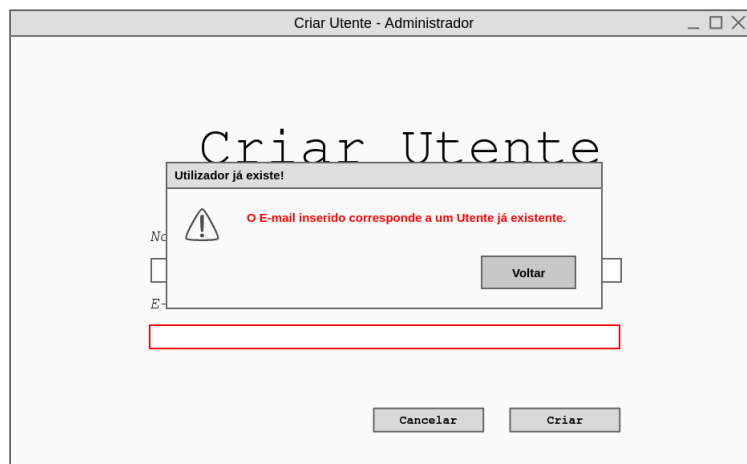 Criar Utente - Administrador
Criar Utente
Utilizador já existe!
O E-mail inserido corresponde a um Utente já existente.
Voltar
Cancelar
Criar